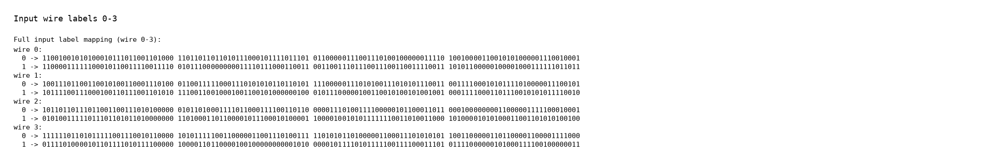 Input wire labels 0-3
Full input label mapping (wire 0-3):
wire 0:
0 -> 11001001010100010111011001101000 11011011011010111000101111011101 01100000111001110100100000011110 10010000110010101000001110010001
1 -> 11000011111100010110011110011110 01011100000000011110111000110011 00110011101110011100110011110011 10101100000100001000111111011011
wire 1:
0 -> 10011101100110010100110001110100 01100111110001110101010110110101 11100000111010100111010101110011 00111100010101111010000011100101
1 -> 10111100111000100110111001101010 11100110010001001100101000000100 01011100000100110010100101001001 00011110001101110010101011110010
wire 2:
0 -> 10110110111011001100111010100000 01011010001111011000111100110110 00001110100111100000101100011011 00010000000011000001111100010001
1 -> 01010011111011101101011010000000 11010001101100001011100010100001 10000100101011111110011010011000 10100001010100011001101010100100
wire 3:
0 -> 11111101101011111001110010110000 10101111100110000011001110100111 11010101101000001100011101010101 10011000001101100001100001111000
1 -> 01111010000101101111010111100000 10000110110000100100000000001010 00001011110101111100111100011101 01111000000101000111100100000011